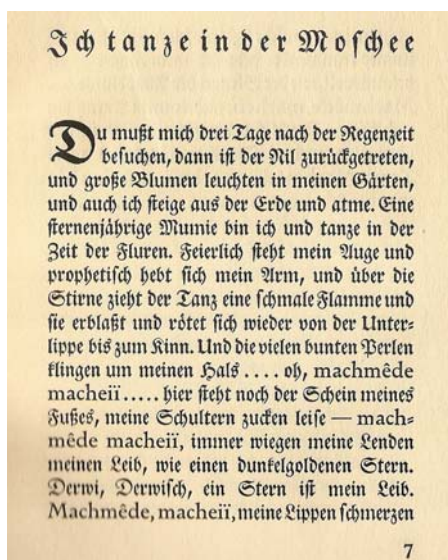 Ich tanze in der Moschee
Du mußt mich drei Tage nach der Regenzeit
besuchen, dann ist der Nil zurückgetreten,
und große Blumen leuchten in meinen Gärten,
und auch ich steige aus der Erde und atme. Eine
sternenjährige Mumie bin ich und tanze in der
Zeit der Fluren. Feierlich steht mein Auge und
prophetisch hebt sich mein Arm, und über die
Stirne zieht der Tanz eine schmale Flamme und
sie erblaßt und rötet sich wieder von der Unter-
lippe bis zum Kinn. Und die vielen bunten Perlen
klingen um meinen Hals .... oh, machmêde
macheiï..... hier steht noch der Schein meines
Fußes, meine Schultern zucken leise — mach-
mêde macheiï, immer wiegen meine Lenden
meinen Leib, wie einen dunkelgoldenen Stern.
Derwi, Derwisch, ein Stern ist mein Leib.
Machmêde, macheiï, meine Lippen schmerzen
7